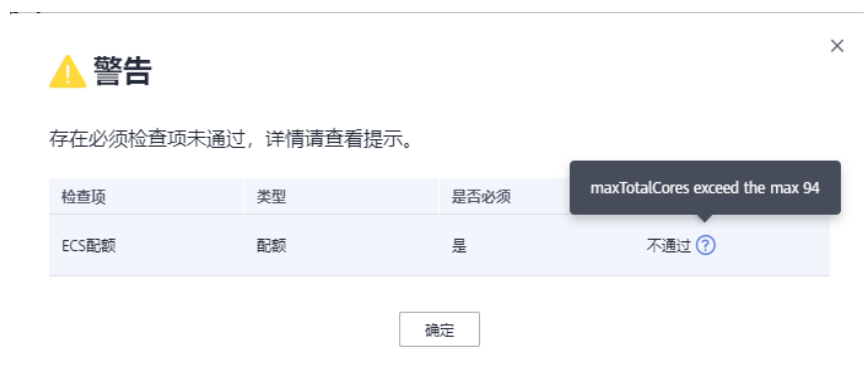 警告
存在必须检查项未通过，详情请查看提示。
maxTotalCores exceed the max 94
检查项 类型 是否必须
ECS配额 配额 是 不通过 ?
确定